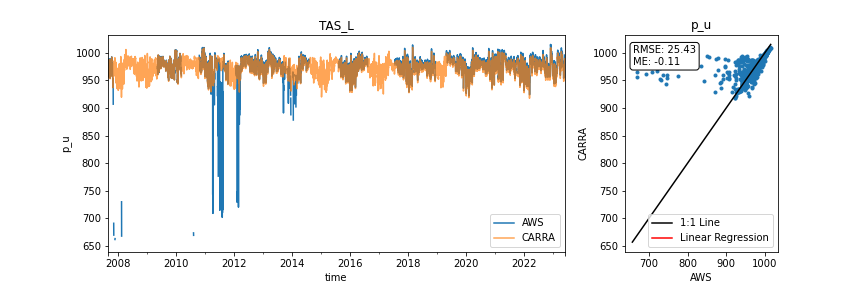 TAS_L
p_u
1000
950
900
850
800
750
700
650
p_u
2008
2010
2012
2014
2016
2018
2020
2022
time
AWS
CARRA
p_u
RMSE: 25.43
ME: -0.11
1000
950
900
850
800
750
700
650
CARRA
700
800
900
1000
AWS
1:1 Line
Linear Regression